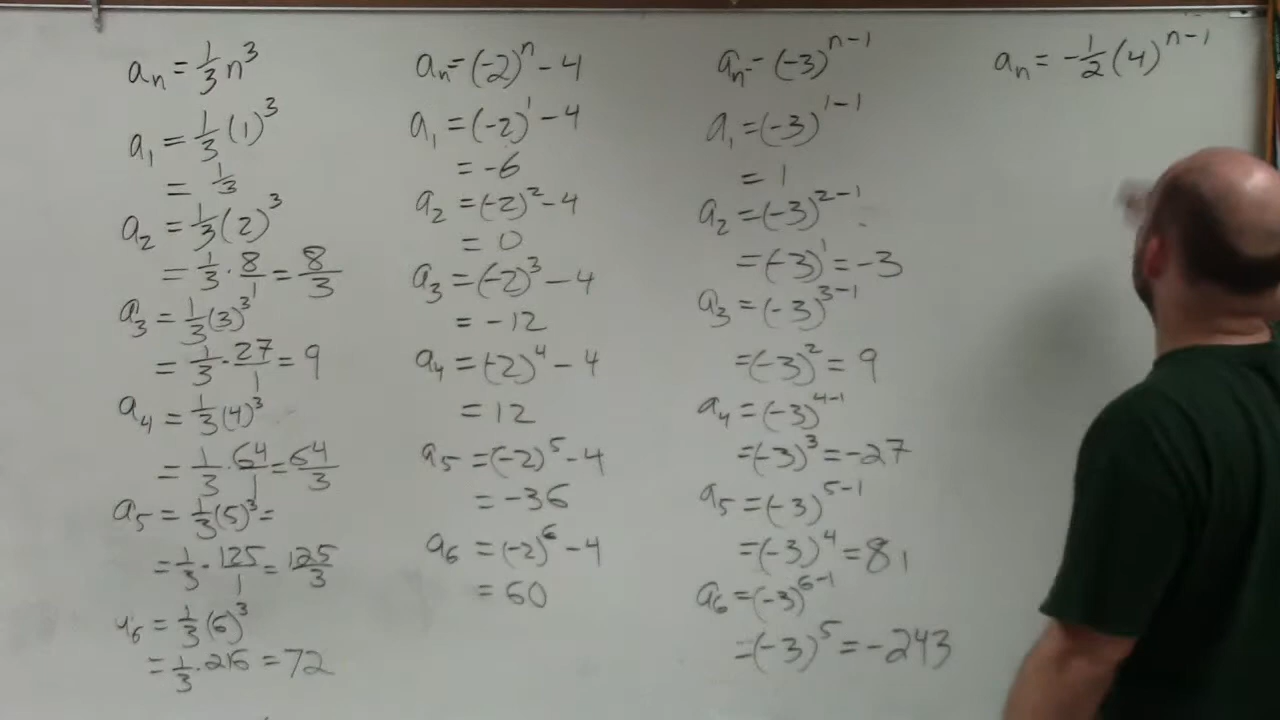 aₙ = 1/3 n³
a₁ = 1/3 (1)³
= 1/3
a₂ = 1/3 (2)³
= 1/3 · 8/1 = 8/3
a₃ = 1/3 (3)³
= 1/3 · 27/1 = 9
a₄ = 1/3 (4)³
= 1/3 · 64/1 = 64/3
a₅ = 1/3 (5)³ =
= 1/3 · 125/1 = 125/3
a₆ = 1/3 (6)³
= 1/3 · 216 = 72
aₙ = (-2)ⁿ - 4
a₁ = (-2)¹ - 4
= -6
a₂ = (-2)² - 4
= 0
a₃ = (-2)³ - 4
= -12
a₄ = (-2)⁴ - 4
= 12
a₅ = (-2)⁵ - 4
= -36
a₆ = (-2)⁶ - 4
= 60
aₙ = (-3)ⁿ⁻¹
a₁ = (-3)¹⁻¹
= 1
a₂ = (-3)²⁻¹
= (-3)¹ = -3
a₃ = (-3)³⁻¹
= (-3)² = 9
a₄ = (-3)⁴⁻¹
= (-3)³ = -27
a₅ = (-3)⁵⁻¹
= (-3)⁴ = 81
a₆ = (-3)⁶⁻¹
= (-3)⁵ = -243
aₙ = -1/2 (4)ⁿ⁻¹